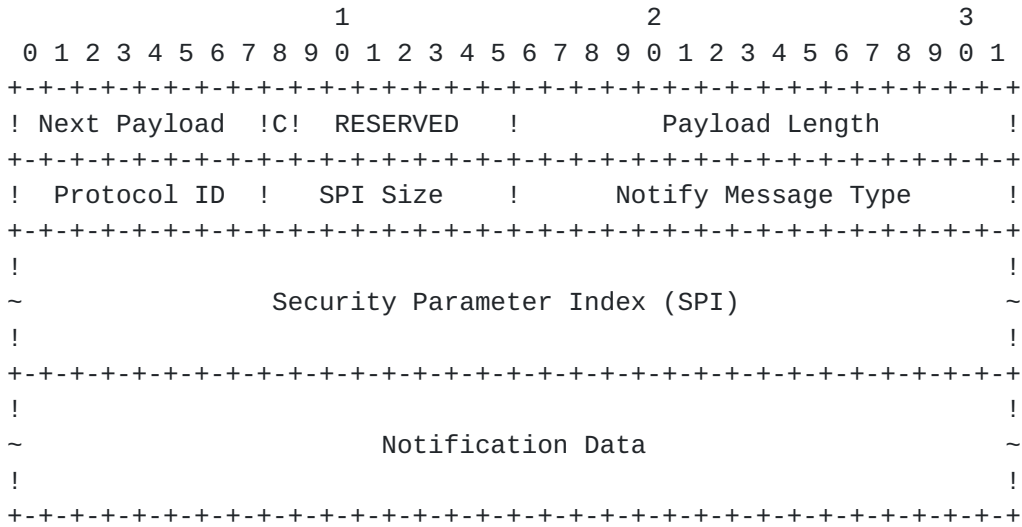 1                   2                   3
 0 1 2 3 4 5 6 7 8 9 0 1 2 3 4 5 6 7 8 9 0 1 2 3 4 5 6 7 8 9 0 1
+-+-+-+-+-+-+-+-+-+-+-+-+-+-+-+-+-+-+-+-+-+-+-+-+-+-+-+-+-+-+-+-+
! Next Payload  !C!  RESERVED   !         Payload Length        !
+-+-+-+-+-+-+-+-+-+-+-+-+-+-+-+-+-+-+-+-+-+-+-+-+-+-+-+-+-+-+-+-+
!  Protocol ID  !   SPI Size    !      Notify Message Type      !
+-+-+-+-+-+-+-+-+-+-+-+-+-+-+-+-+-+-+-+-+-+-+-+-+-+-+-+-+-+-+-+-+
!                                                               !
~                Security Parameter Index (SPI)                 ~
!                                                               !
+-+-+-+-+-+-+-+-+-+-+-+-+-+-+-+-+-+-+-+-+-+-+-+-+-+-+-+-+-+-+-+-+
!                                                               !
~                       Notification Data                       ~
!                                                               !
+-+-+-+-+-+-+-+-+-+-+-+-+-+-+-+-+-+-+-+-+-+-+-+-+-+-+-+-+-+-+-+-+